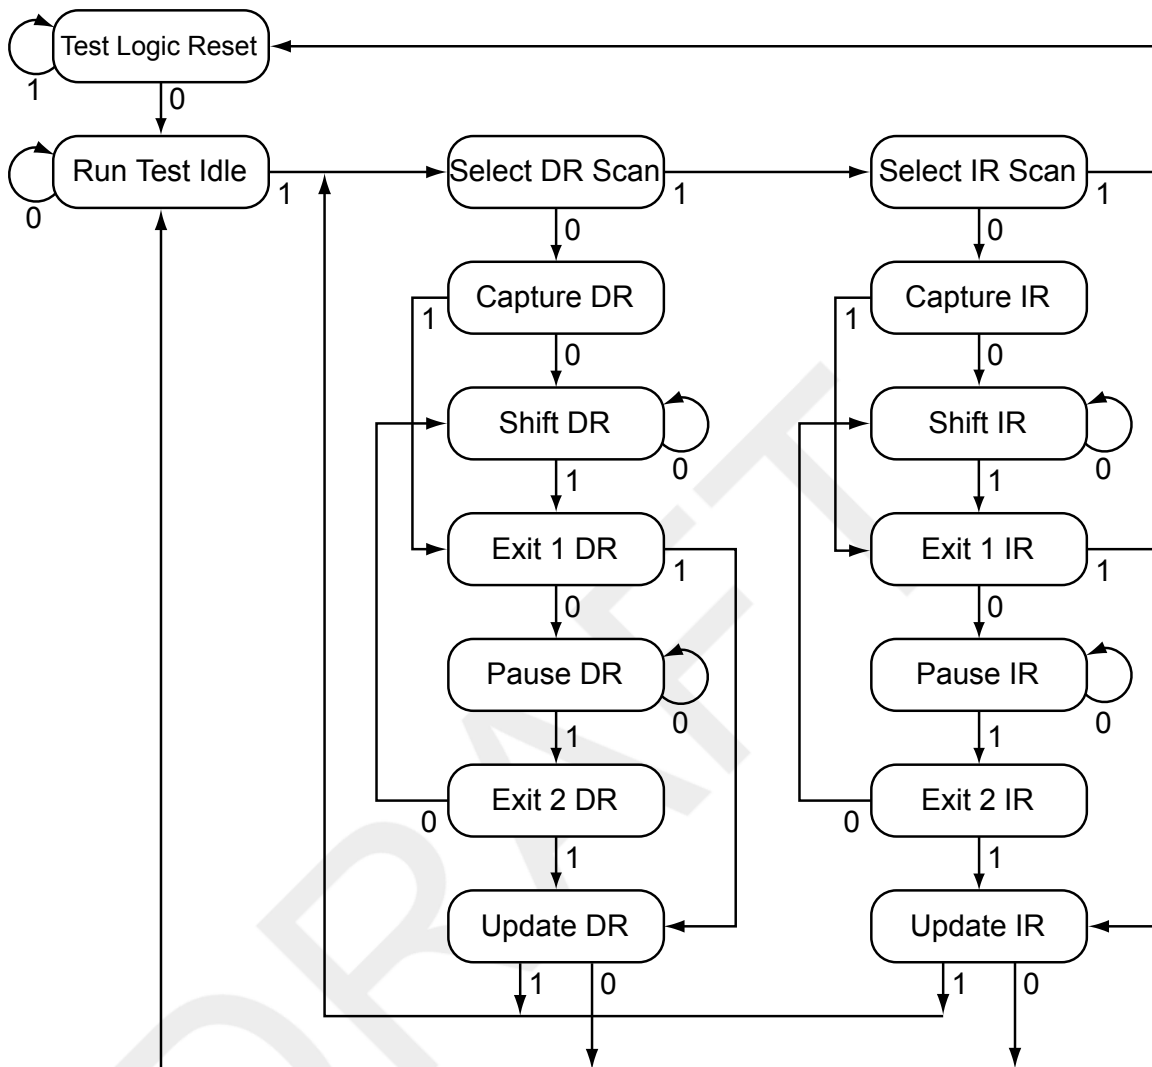 Test Logic Reset
1
0
Run Test Idle
0
1
Select DR Scan
1
Select IR Scan
1
0
0
Capture DR
1
0
Capture IR
1
0
Shift DR
0
1
Shift IR
0
1
Exit 1 DR
1
0
Exit 1 IR
1
0
Pause DR
0
1
Pause IR
0
1
Exit 2 DR
0
1
Exit 2 IR
0
1
Update DR
1
0
Update IR
1
0
DRAFT